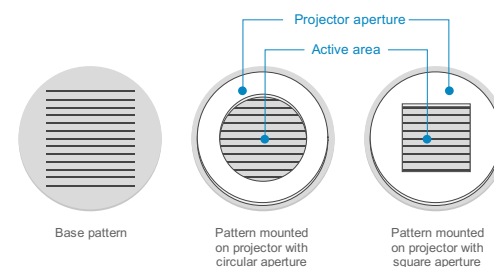 Projector aperture
Active area
Base pattern
Pattern mounted
on projector with
circular aperture
Pattern mounted
on projector with
square aperture